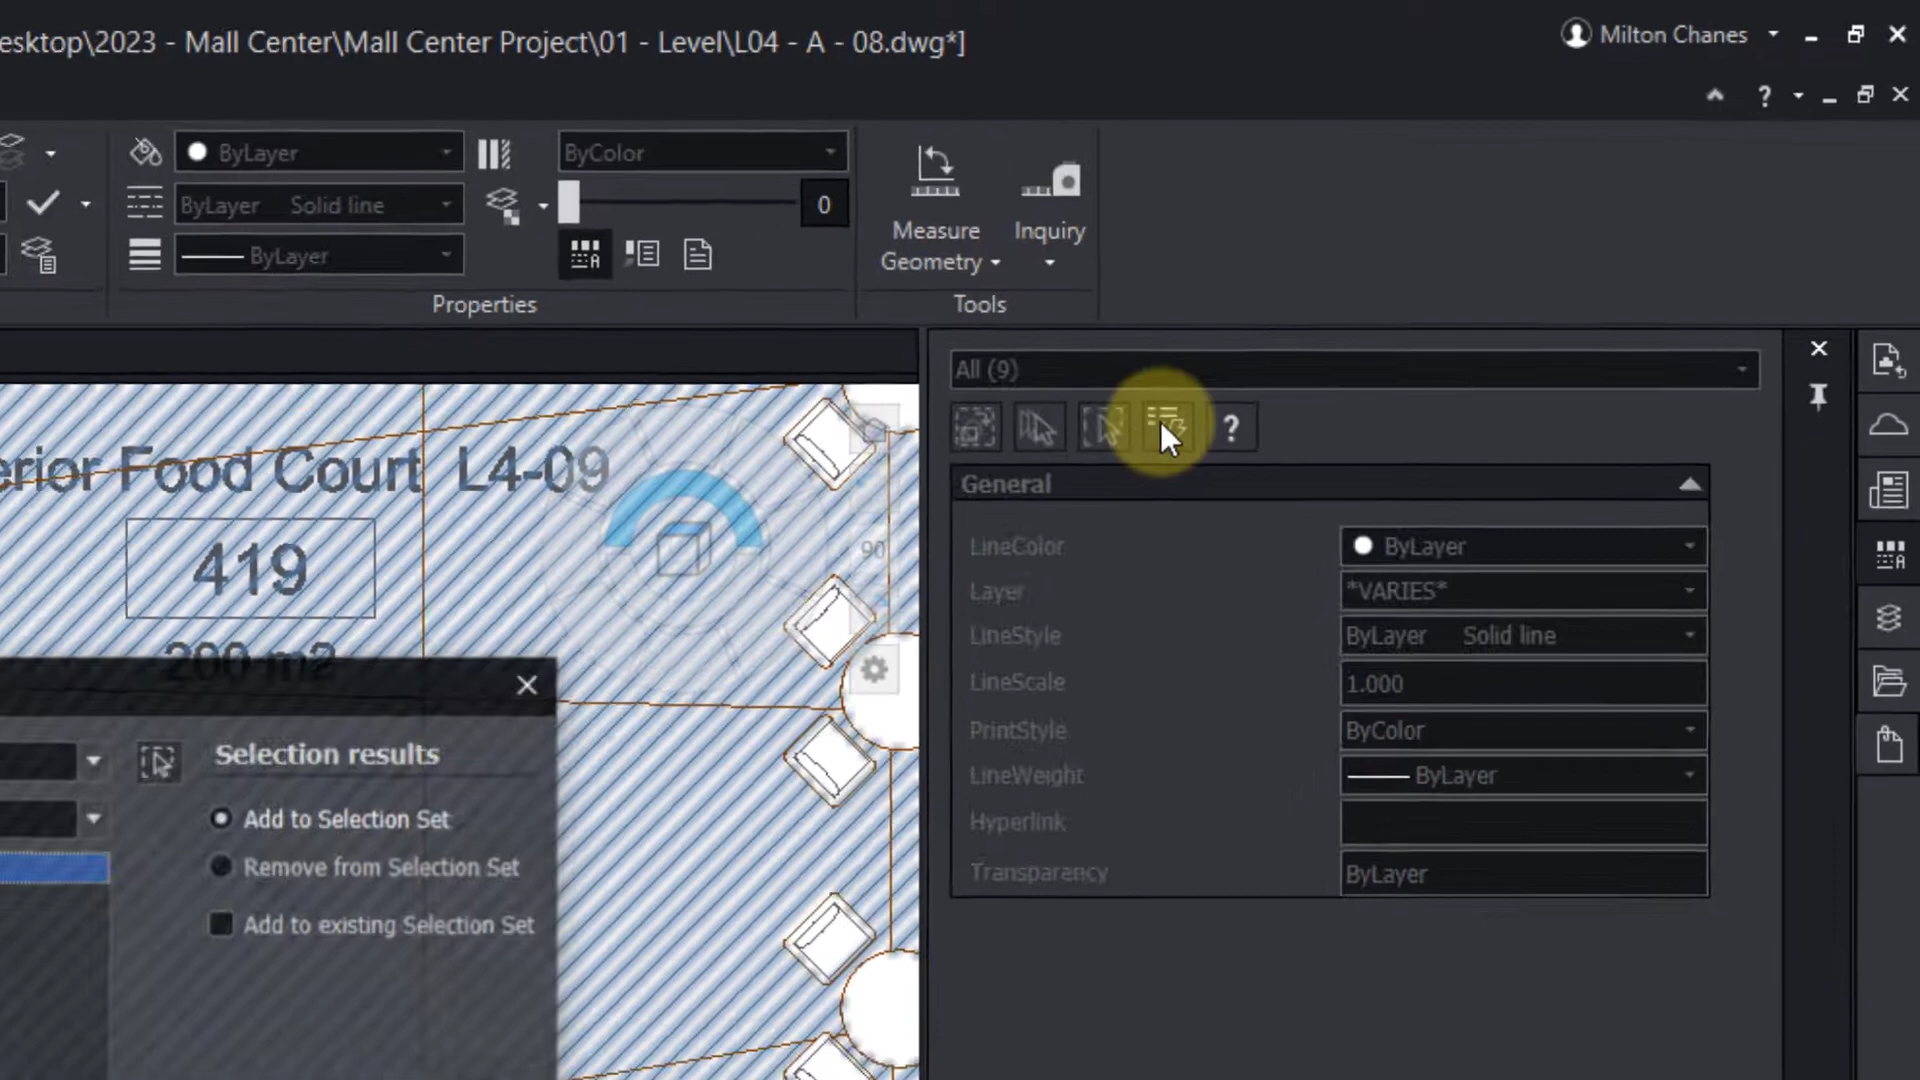 esktop\2023 - Mall Center\Mall Center Project\01 - Level\L04 - A - 08.dwg*]
Milton Chanes
?
ByLayer
ByColor
ByLayer Solid line
0
ByLayer
Measure
Geometry
Inquiry
Properties
Tools
All (9)
?
erior Food Court L4-09
419
200 m2
90
General
LineColor
ByLayer
Layer
*VARIES*
LineStyle
ByLayer Solid line
LineScale
1.000
PrintStyle
ByColor
LineWeight
ByLayer
Hyperlink
Transparency
ByLayer
Selection results
Add to Selection Set
Remove from Selection Set
Add to existing Selection Set